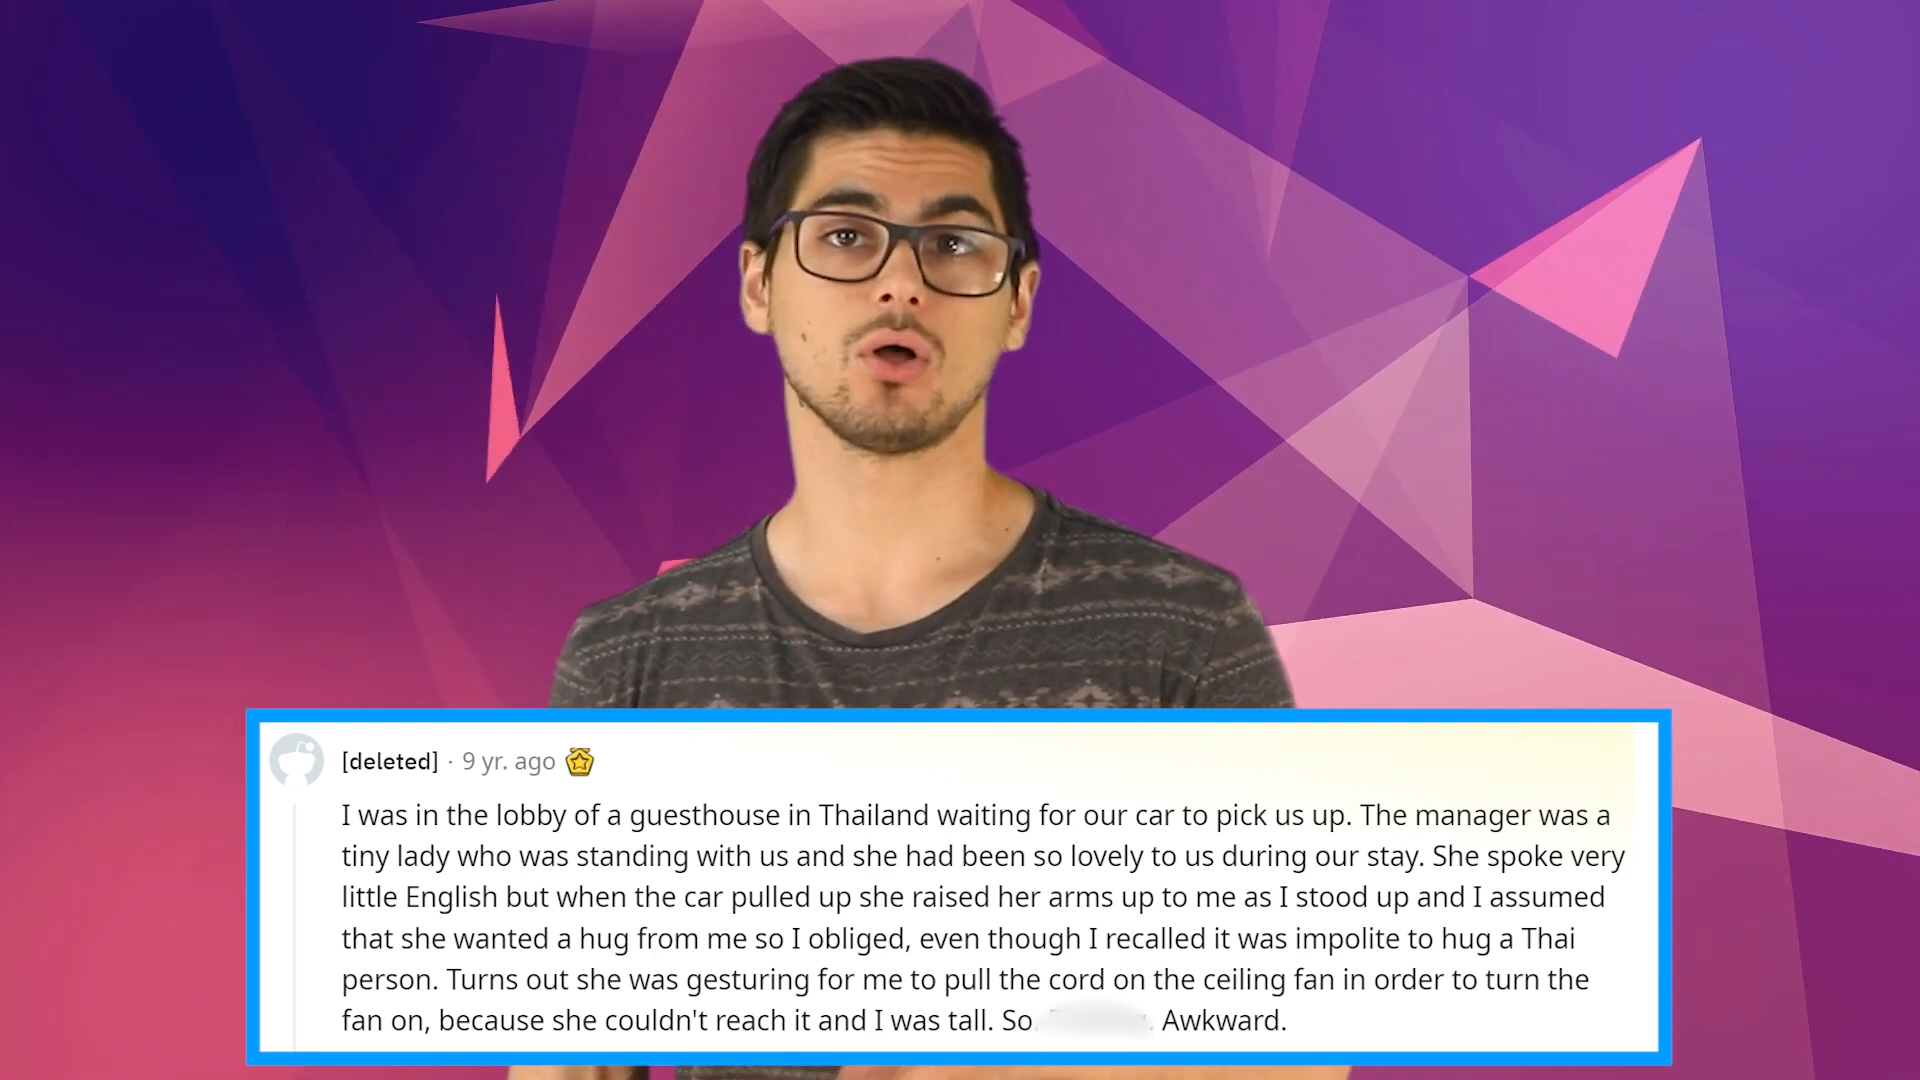 [deleted] · 9 yr. ago
I was in the lobby of a guesthouse in Thailand waiting for our car to pick us up. The manager was a
tiny lady who was standing with us and she had been so lovely to us during our stay. She spoke very
little English but when the car pulled up she raised her arms up to me as I stood up and I assumed
that she wanted a hug from me so I obliged, even though I recalled it was impolite to hug a Thai
person. Turns out she was gesturing for me to pull the cord on the ceiling fan in order to turn the
fan on, because she couldn't reach it and I was tall. So. Awkward.